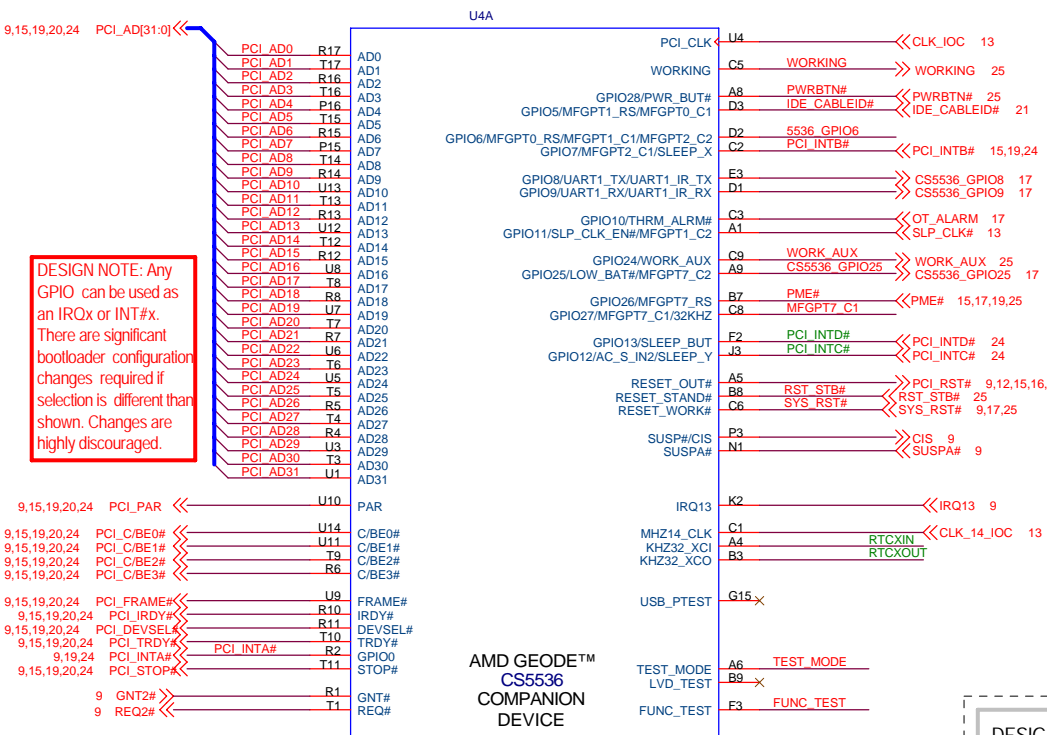 U4A
9,15,19,20,24 PCI_AD[31:0]
PCI_AD0 R17 AD0
PCI_AD1 T17 AD1
PCI_AD2 R16 AD2
PCI_AD3 T16 AD3
PCI_AD4 P16 AD4
PCI_AD5 T15 AD5
PCI_AD6 R15 AD6
PCI_AD7 P15 AD7
PCI_AD8 T14 AD8
PCI_AD9 R14 AD9
PCI_AD10 U13 AD10
PCI_AD11 T13 AD11
PCI_AD12 R13 AD12
PCI_AD13 U12 AD13
PCI_AD14 T12 AD14
PCI_AD15 R12 AD15
PCI_AD16 U8 AD16
PCI_AD17 T8 AD17
PCI_AD18 R8 AD18
PCI_AD19 U7 AD19
PCI_AD20 T7 AD20
PCI_AD21 R7 AD21
PCI_AD22 U6 AD22
PCI_AD23 T6 AD23
PCI_AD24 U5 AD24
PCI_AD25 T5 AD25
PCI_AD26 R5 AD26
PCI_AD27 T4 AD27
PCI_AD28 R4 AD28
PCI_AD29 U3 AD29
PCI_AD30 T3 AD30
PCI_AD31 U1 AD31
DESIGN NOTE: Any
GPIO can be used as
an IRQx or INT#x.
There are significant
bootloader configuration
changes required if
selection is different than
shown. Changes are
highly discouraged.
9,15,19,20,24 PCI_PAR U10 PAR
9,15,19,20,24 PCI_C/BE0# U14 C/BE0#
9,15,19,20,24 PCI_C/BE1# U11 C/BE1#
9,15,19,20,24 PCI_C/BE2# T9 C/BE2#
9,15,19,20,24 PCI_C/BE3# R6 C/BE3#
9,15,19,20,24 PCI_FRAME# U9 FRAME#
9,15,19,20,24 PCI_IRDY# R10 IRDY#
9,15,19,20,24 PCI_DEVSEL# R11 DEVSEL#
9,15,19,20,24 PCI_TRDY# T10 TRDY#
9,19,24 PCI_INTA# PCI_INTA# R2 GPIO0
9,15,19,20,24 PCI_STOP# T11 STOP#
9 GNT2# R1 GNT#
9 REQ2# T1 REQ#
PCI_CLK U4 CLK_IOC 13
WORKING C5 WORKING WORKING 25
GPIO28/PWR_BUT# A8 PWRBTN# PWRBTN# 25
GPIO5/MFGPT1_RS/MFGPT0_C1 D3 IDE_CABLEID# IDE_CABLEID# 21
GPIO6/MFGPT0_RS/MFGPT1_C1/MFGPT2_C2 D2 5536_GPIO6
GPIO7/MFGPT2_C1/SLEEP_X C2 PCI_INTB# PCI_INTB# 15,19,24
GPIO8/UART1_TX/UART1_IR_TX E3 CS5536_GPIO8 17
GPIO9/UART1_RX/UART1_IR_RX D1 CS5536_GPIO9 17
GPIO10/THRM_ALRM# C3 OT_ALARM 17
GPIO11/SLP_CLK_EN#/MFGPT1_C2 A1 SLP_CLK# 13
GPIO24/WORK_AUX C9 WORK_AUX WORK_AUX 25
GPIO25/LOW_BAT#/MFGPT7_C2 A9 CS5536_GPIO25 CS5536_GPIO25 17
GPIO26/MFGPT7_RS B7 PME# PME# 15,17,19,25
GPIO27/MFGPT7_C1/32KHZ C8 MFGPT7_C1
GPIO13/SLEEP_BUT F2 PCI_INTD# PCI_INTD# 24
GPIO12/AC_S_IN2/SLEEP_Y J3 PCI_INTC# PCI_INTC# 24
RESET_OUT# A5 PCI_RST# 9,12,15,16,
RESET_STAND# B8 RST_STB# RST_STB# 25
RESET_WORK# C6 SYS_RST# SYS_RST# 9,17,25
SUSP#/CIS P3 CIS 9
SUSPA# N1 SUSPA# 9
IRQ13 K2 IRQ13 9
MHZ14_CLK C1 CLK_14_IOC 13
KHZ32_XCI A4 RTCXIN
KHZ32_XCO B3 RTCXOUT
USB_PTEST G15
TEST_MODE A6 TEST_MODE
LVD_TEST B9
FUNC_TEST F3 FUNC_TEST
AMD GEODE™
CS5536
COMPANION
DEVICE
DESIG